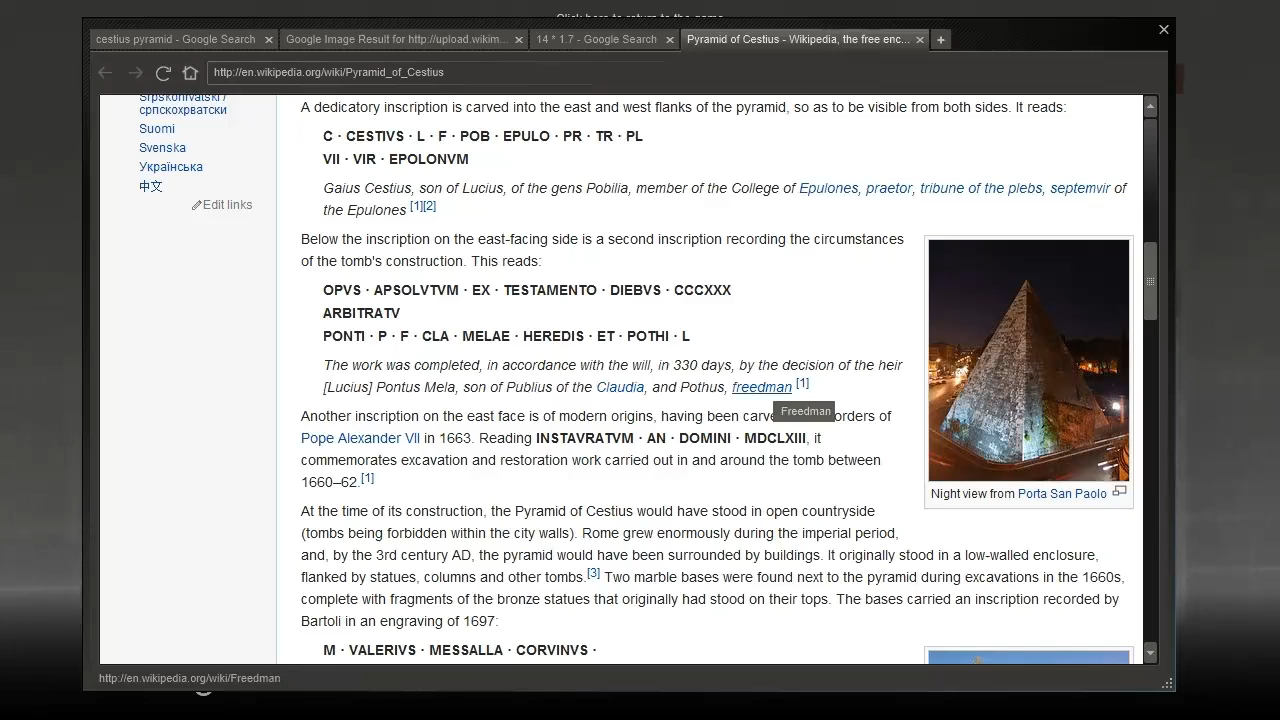 cestius pyramid - Google Search
Google Image Result for http://upload.wikim...
14 * 1.7 - Google Search
Pyramid of Cestius - Wikipedia, the free enc...
http://en.wikipedia.org/wiki/Pyramid_of_Cestius
Srpskohrvatski /
српскохрватски
Suomi
Svenska
Українська
中文
Edit links
A dedicatory inscription is carved into the east and west flanks of the pyramid, so as to be visible from both sides. It reads:
C · CESTIVS · L · F · POB · EPULO · PR · TR · PL
VII · VIR · EPOLONVM
Gaius Cestius, son of Lucius, of the gens Pobilia, member of the College of Epulones, praetor, tribune of the plebs, septemvir of
the Epulones [1][2]
Below the inscription on the east-facing side is a second inscription recording the circumstances
of the tomb's construction. This reads:
OPVS · APSOLVTVM · EX · TESTAMENTO · DIEBVS · CCCXXX
ARBITRATV
PONTI · P · F · CLA · MELAE · HEREDIS · ET · POTHI · L
The work was completed, in accordance with the will, in 330 days, by the decision of the heir
[Lucius] Pontus Mela, son of Publius of the Claudia, and Pothus, freedman [1]
Freedman
Another inscription on the east face is of modern origins, having been carve orders of
Pope Alexander VII in 1663. Reading INSTAVRATVM · AN · DOMINI · MDCLXIII, it
commemorates excavation and restoration work carried out in and around the tomb between
1660–62.[1]
Night view from Porta San Paolo
At the time of its construction, the Pyramid of Cestius would have stood in open countryside
(tombs being forbidden within the city walls). Rome grew enormously during the imperial period,
and, by the 3rd century AD, the pyramid would have been surrounded by buildings. It originally stood in a low-walled enclosure,
flanked by statues, columns and other tombs.[3] Two marble bases were found next to the pyramid during excavations in the 1660s,
complete with fragments of the bronze statues that originally had stood on their tops. The bases carried an inscription recorded by
Bartoli in an engraving of 1697:
M · VALERIVS · MESSALLA · CORVINVS ·
http://en.wikipedia.org/wiki/Freedman